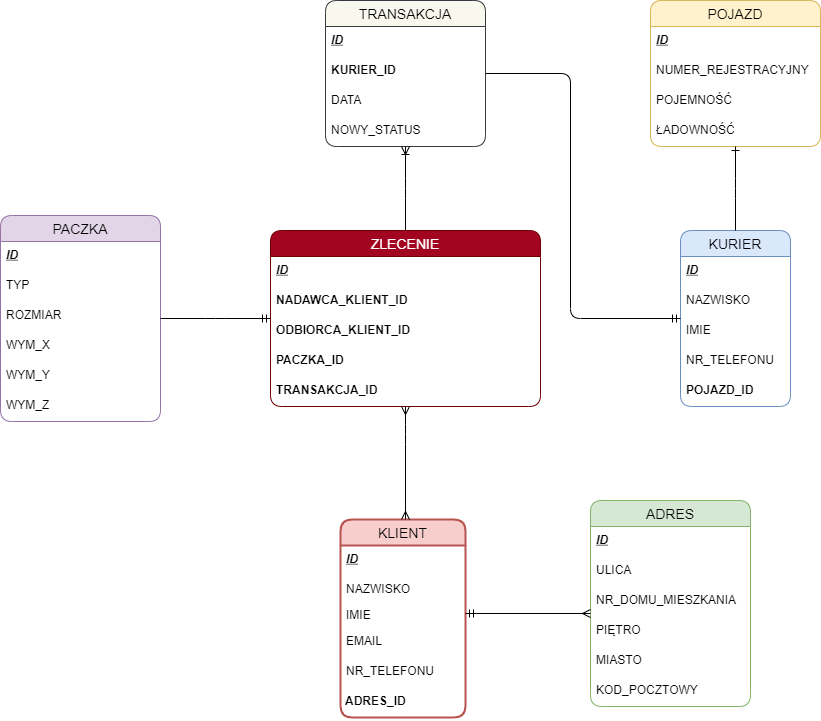 TRANSAKCJA
ID
KURIER_ID
DATA
NOWY_STATUS
POJAZD
ID
NUMER_REJESTRACYJNY
POJEMNOŚĆ
ŁADOWNOŚĆ
PACZKA
ID
TYP
ROZMIAR
WYM_X
WYM_Y
WYM_Z
ZLECENIE
ID
NADAWCA_KLIENT_ID
ODBIORCA_KLIENT_ID
PACZKA_ID
TRANSAKCJA_ID
KURIER
ID
NAZWISKO
IMIE
NR_TELEFONU
POJAZD_ID
KLIENT
ID
NAZWISKO
IMIE
EMAIL
NR_TELEFONU
ADRES_ID
ADRES
ID
ULICA
NR_DOMU_MIESZKANIA
PIĘTRO
MIASTO
KOD_POCZTOWY